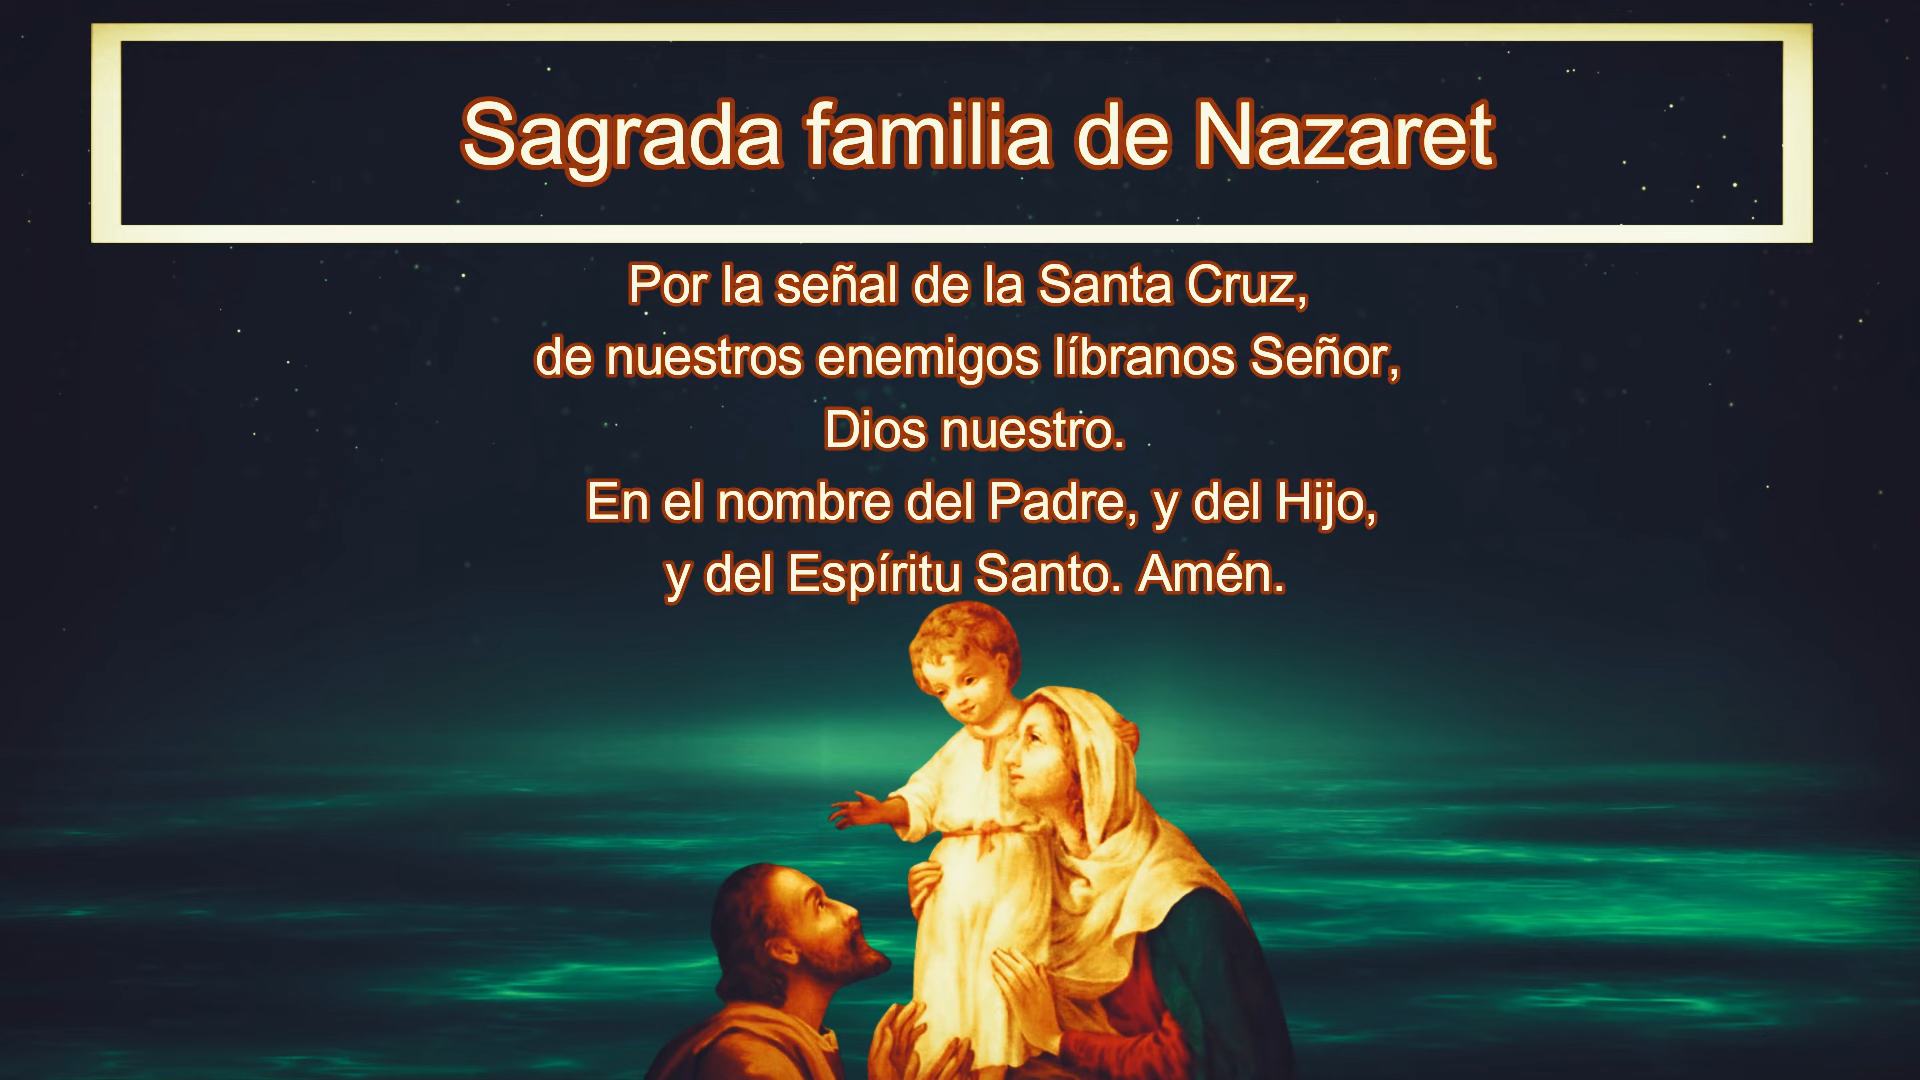 Sagrada familia de Nazaret
Por la señal de la Santa Cruz,
de nuestros enemigos líbranos Señor,
Dios nuestro.
En el nombre del Padre, y del Hijo,
y del Espíritu Santo. Amén.